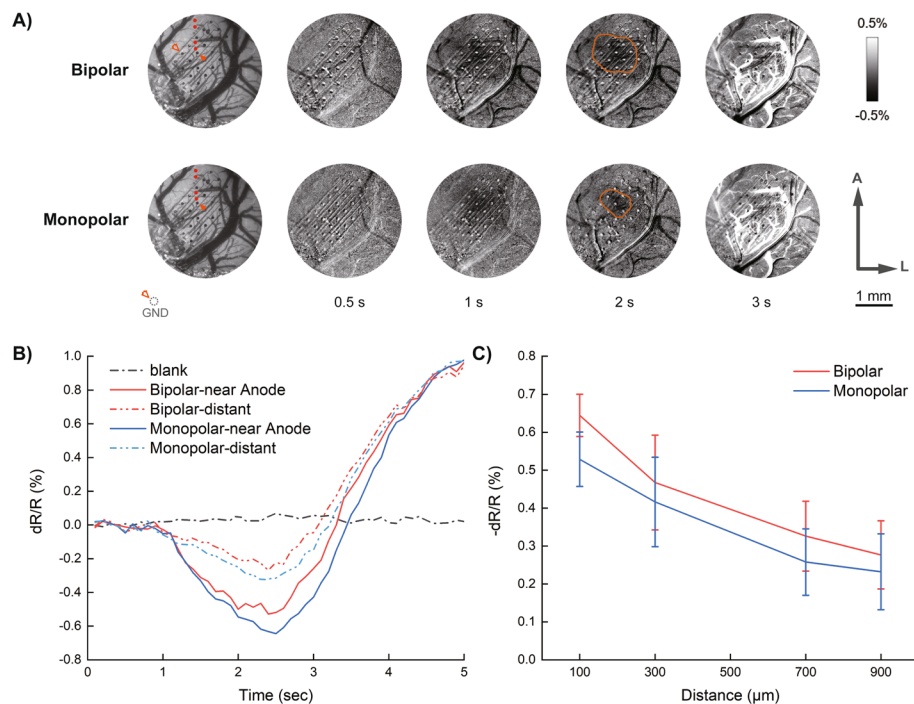 A)
Bipolar
0.5%
-0.5%
Monopolar
A
L
GND
0.5 s
1 s
2 s
3 s
1 mm
B)
blank
Bipolar-near Anode
Bipolar-distant
Monopolar-near Anode
Monopolar-distant
dR/R (%)
1.0
0.8
0.6
0.4
0.2
0.0
-0.2
-0.4
-0.6
-0.8
0 1 2 3 4 5
Time (sec)
C)
Bipolar
Monopolar
-dR/R (%)
0.8
0.7
0.6
0.5
0.4
0.3
0.2
0.1
0.0
100 300 500 700 900
Distance (μm)